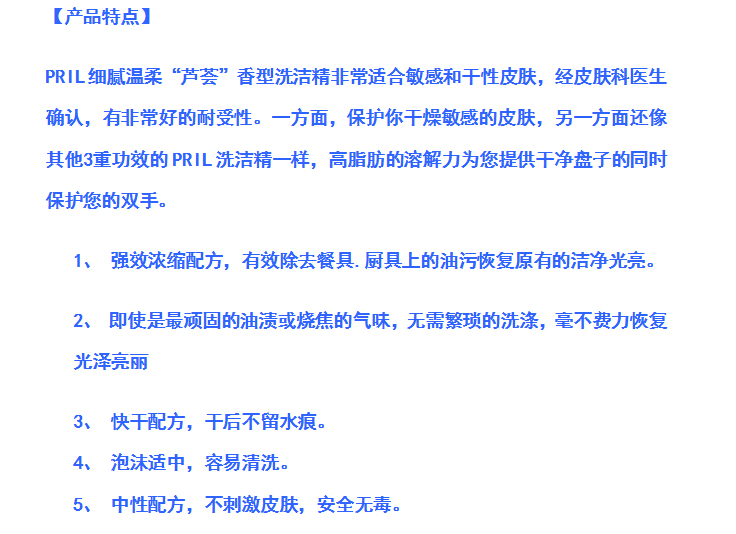 【产品特点】
PRIL细腻温柔“芦荟”香型洗洁精非常适合敏感和干性皮肤，经皮肤科医生
确认，有非常好的耐受性。一方面，保护你干燥敏感的皮肤，另一方面还像
其他3重功效的PRIL洗洁精一样，高脂肪的溶解力为您提供干净盘子的同时
保护您的双手。
1、 强效浓缩配方，有效除去餐具.厨具上的油污恢复原有的洁净光亮。
2、 即使是最顽固的油渍或烧焦的气味，无需繁琐的洗涤，毫不费力恢复
光泽亮丽
3、 快干配方，干后不留水痕。
4、 泡沫适中，容易清洗。
5、 中性配方，不刺激皮肤，安全无毒。